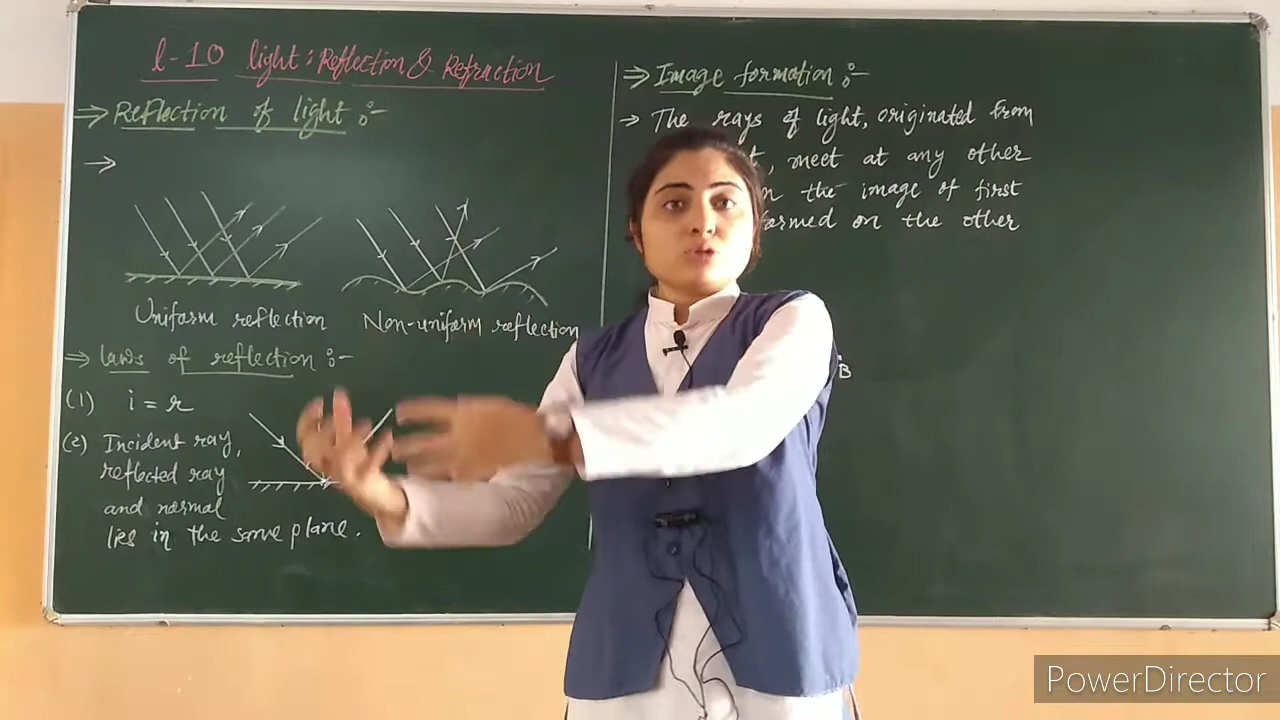 l-10 light : Reflection & Refraction
⇒ Reflection of light :-
→
Uniform reflection
Non-uniform reflection
⇒ laws of reflection :-
(1) i = r
(2) Incident ray,
reflected ray
and normal
lies in the same plane.
⇒ Image formation :-
→ The rays of light, originated from
meet at any other
the image of first
formed on the other
B
PowerDirector